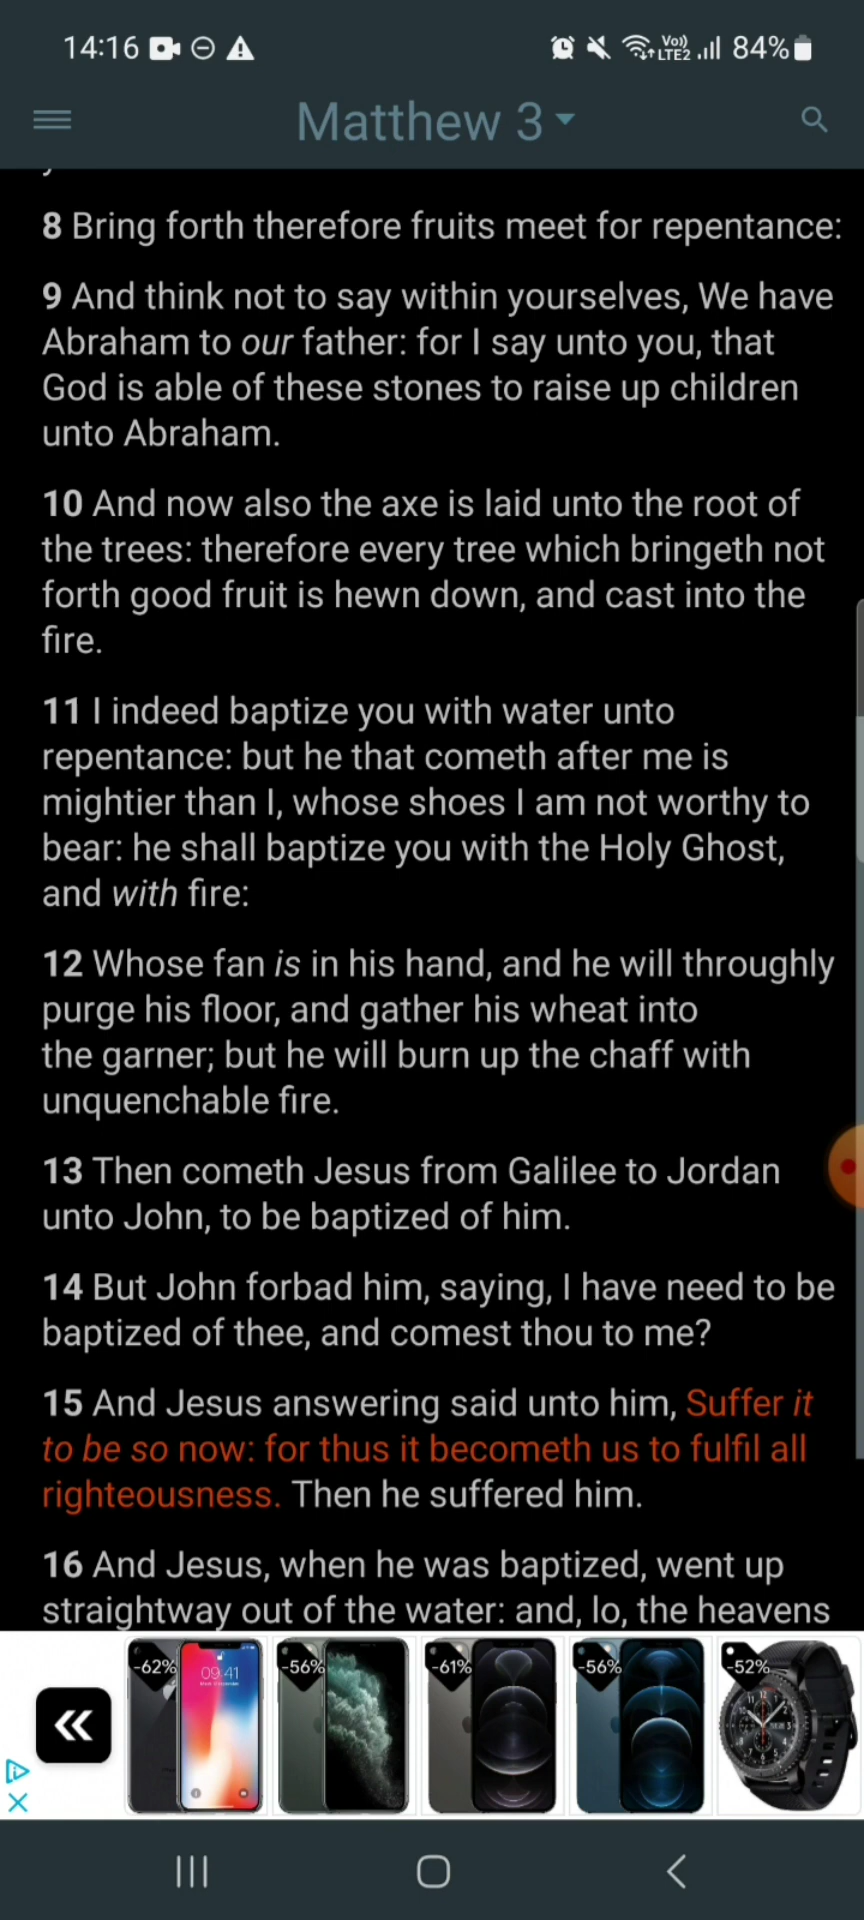 14:16
Vo))
LTE2
84%
Matthew 3
8 Bring forth therefore fruits meet for repentance:
9 And think not to say within yourselves, We have
Abraham to our father: for I say unto you, that
God is able of these stones to raise up children
unto Abraham.
10 And now also the axe is laid unto the root of
the trees: therefore every tree which bringeth not
forth good fruit is hewn down, and cast into the
fire.
11 I indeed baptize you with water unto
repentance: but he that cometh after me is
mightier than I, whose shoes I am not worthy to
bear: he shall baptize you with the Holy Ghost,
and with fire:
12 Whose fan is in his hand, and he will throughly
purge his floor, and gather his wheat into
the garner; but he will burn up the chaff with
unquenchable fire.
13 Then cometh Jesus from Galilee to Jordan
unto John, to be baptized of him.
14 But John forbad him, saying, I have need to be
baptized of thee, and comest thou to me?
15 And Jesus answering said unto him, Suffer it
to be so now: for thus it becometh us to fulfil all
righteousness. Then he suffered him.
16 And Jesus, when he was baptized, went up
straightway out of the water: and, lo, the heavens
-62% -56% -61% -56% -52%
09:41